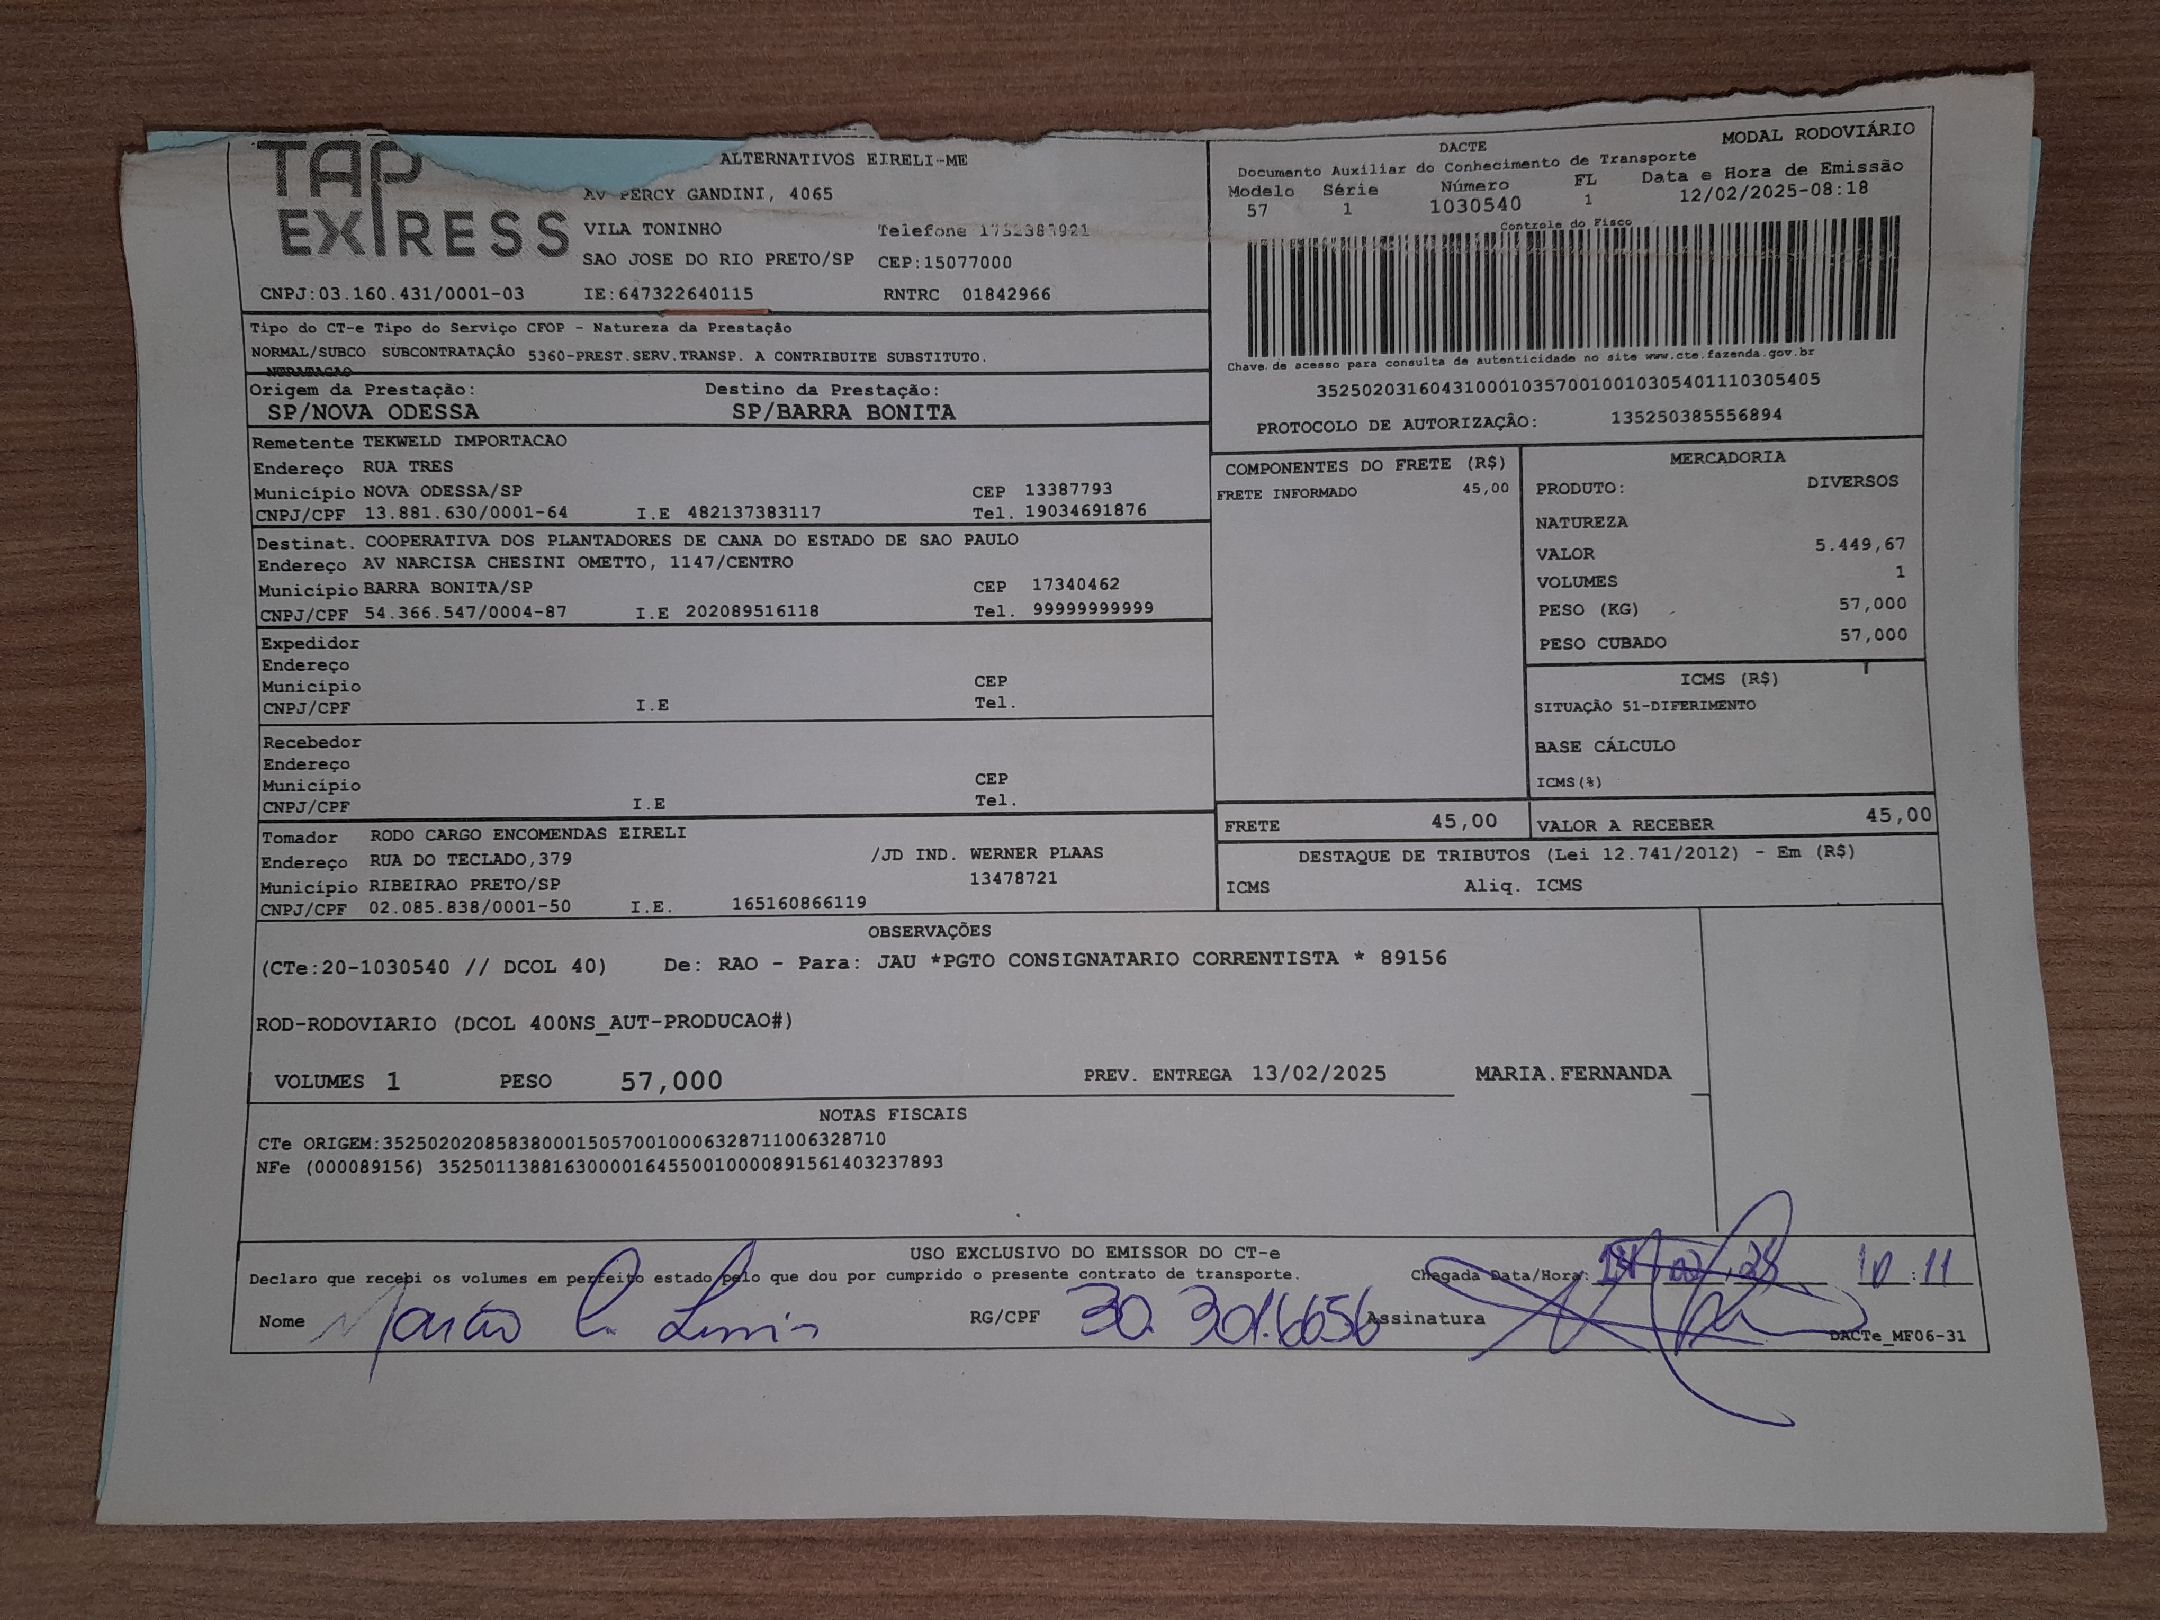 TAP EXPRESS
ALTERNATIVOS EIRELI-ME
AV PERCY GANDINI, 4065
VILA TONINHO Telefone
SAO JOSE DO RIO PRETO/SP CEP:15077000
CNPJ:03.160.431/0001-03 IE:647322640115 RNTRC 01842966
MODAL RODOVIÁRIO
DACTE
Documento Auxiliar do Conhecimento de Transporte
Modelo Série Número FL Data e Hora de Emissão
57 1 1030540 1 12/02/2025-08:18
Controle do Fisco
Chave de acesso para consulta de autenticidade no site www.cte.fazenda.gov.br
35250203160431000103570010010305401110305405
PROTOCOLO DE AUTORIZAÇÃO: 135250385556894
Tipo do CT-e Tipo do Serviço CFOP - Natureza da Prestação
NORMAL/SUBCO SUBCONTRATAÇÃO 5360-PREST.SERV.TRANSP. A CONTRIBUITE SUBSTITUTO.
NTRATACAO
Origem da Prestação: Destino da Prestação:
SP/NOVA ODESSA SP/BARRA BONITA
Remetente TEKWELD IMPORTACAO
Endereço RUA TRES
Município NOVA ODESSA/SP CEP 13387793
CNPJ/CPF 13.881.630/0001-64 I.E 482137383117 Tel. 19034691876
Destinat. COOPERATIVA DOS PLANTADORES DE CANA DO ESTADO DE SAO PAULO
Endereço AV NARCISA CHESINI OMETTO, 1147/CENTRO
Município BARRA BONITA/SP CEP 17340462
CNPJ/CPF 54.366.547/0004-87 I.E 202089516118 Tel. 99999999999
Expedidor
Endereço
Município CEP
CNPJ/CPF I.E Tel.
Recebedor
Endereço
Município CEP
CNPJ/CPF I.E Tel.
Tomador RODO CARGO ENCOMENDAS EIRELI
Endereço RUA DO TECLADO,379 /JD IND. WERNER PLAAS
Município RIBEIRAO PRETO/SP 13478721
CNPJ/CPF 02.085.838/0001-50 I.E. 165160866119
COMPONENTES DO FRETE (R$)
FRETE INFORMADO 45,00
MERCADORIA
PRODUTO: DIVERSOS
NATUREZA
VALOR 5.449,67
VOLUMES 1
PESO (KG) 57,000
PESO CUBADO 57,000
ICMS (R$)
SITUAÇÃO 51-DIFERIMENTO
BASE CÁLCULO
ICMS(%)
FRETE 45,00 VALOR A RECEBER 45,00
DESTAQUE DE TRIBUTOS (Lei 12.741/2012) - Em (R$)
ICMS Aliq. ICMS
OBSERVAÇÕES
(CTe:20-1030540 // DCOL 40) De: RAO - Para: JAU *PGTO CONSIGNATARIO CORRENTISTA * 89156
ROD-RODOVIARIO (DCOL 400NS_AUT-PRODUCAO#)
VOLUMES 1 PESO 57,000 PREV. ENTREGA 13/02/2025 MARIA.FERNANDA
NOTAS FISCAIS
CTe ORIGEM:35250202085838000150570010006328711006328710
NFe (000089156) 35250113881630000164550010000891561403237893
USO EXCLUSIVO DO EMISSOR DO CT-e
Declaro que recebi os volumes em perfeito estado pelo que dou por cumprido o presente contrato de transporte. Chegada Data/Hora: 10:11
Nome RG/CPF 30.301.6656 Assinatura
DACTe_MF06-31